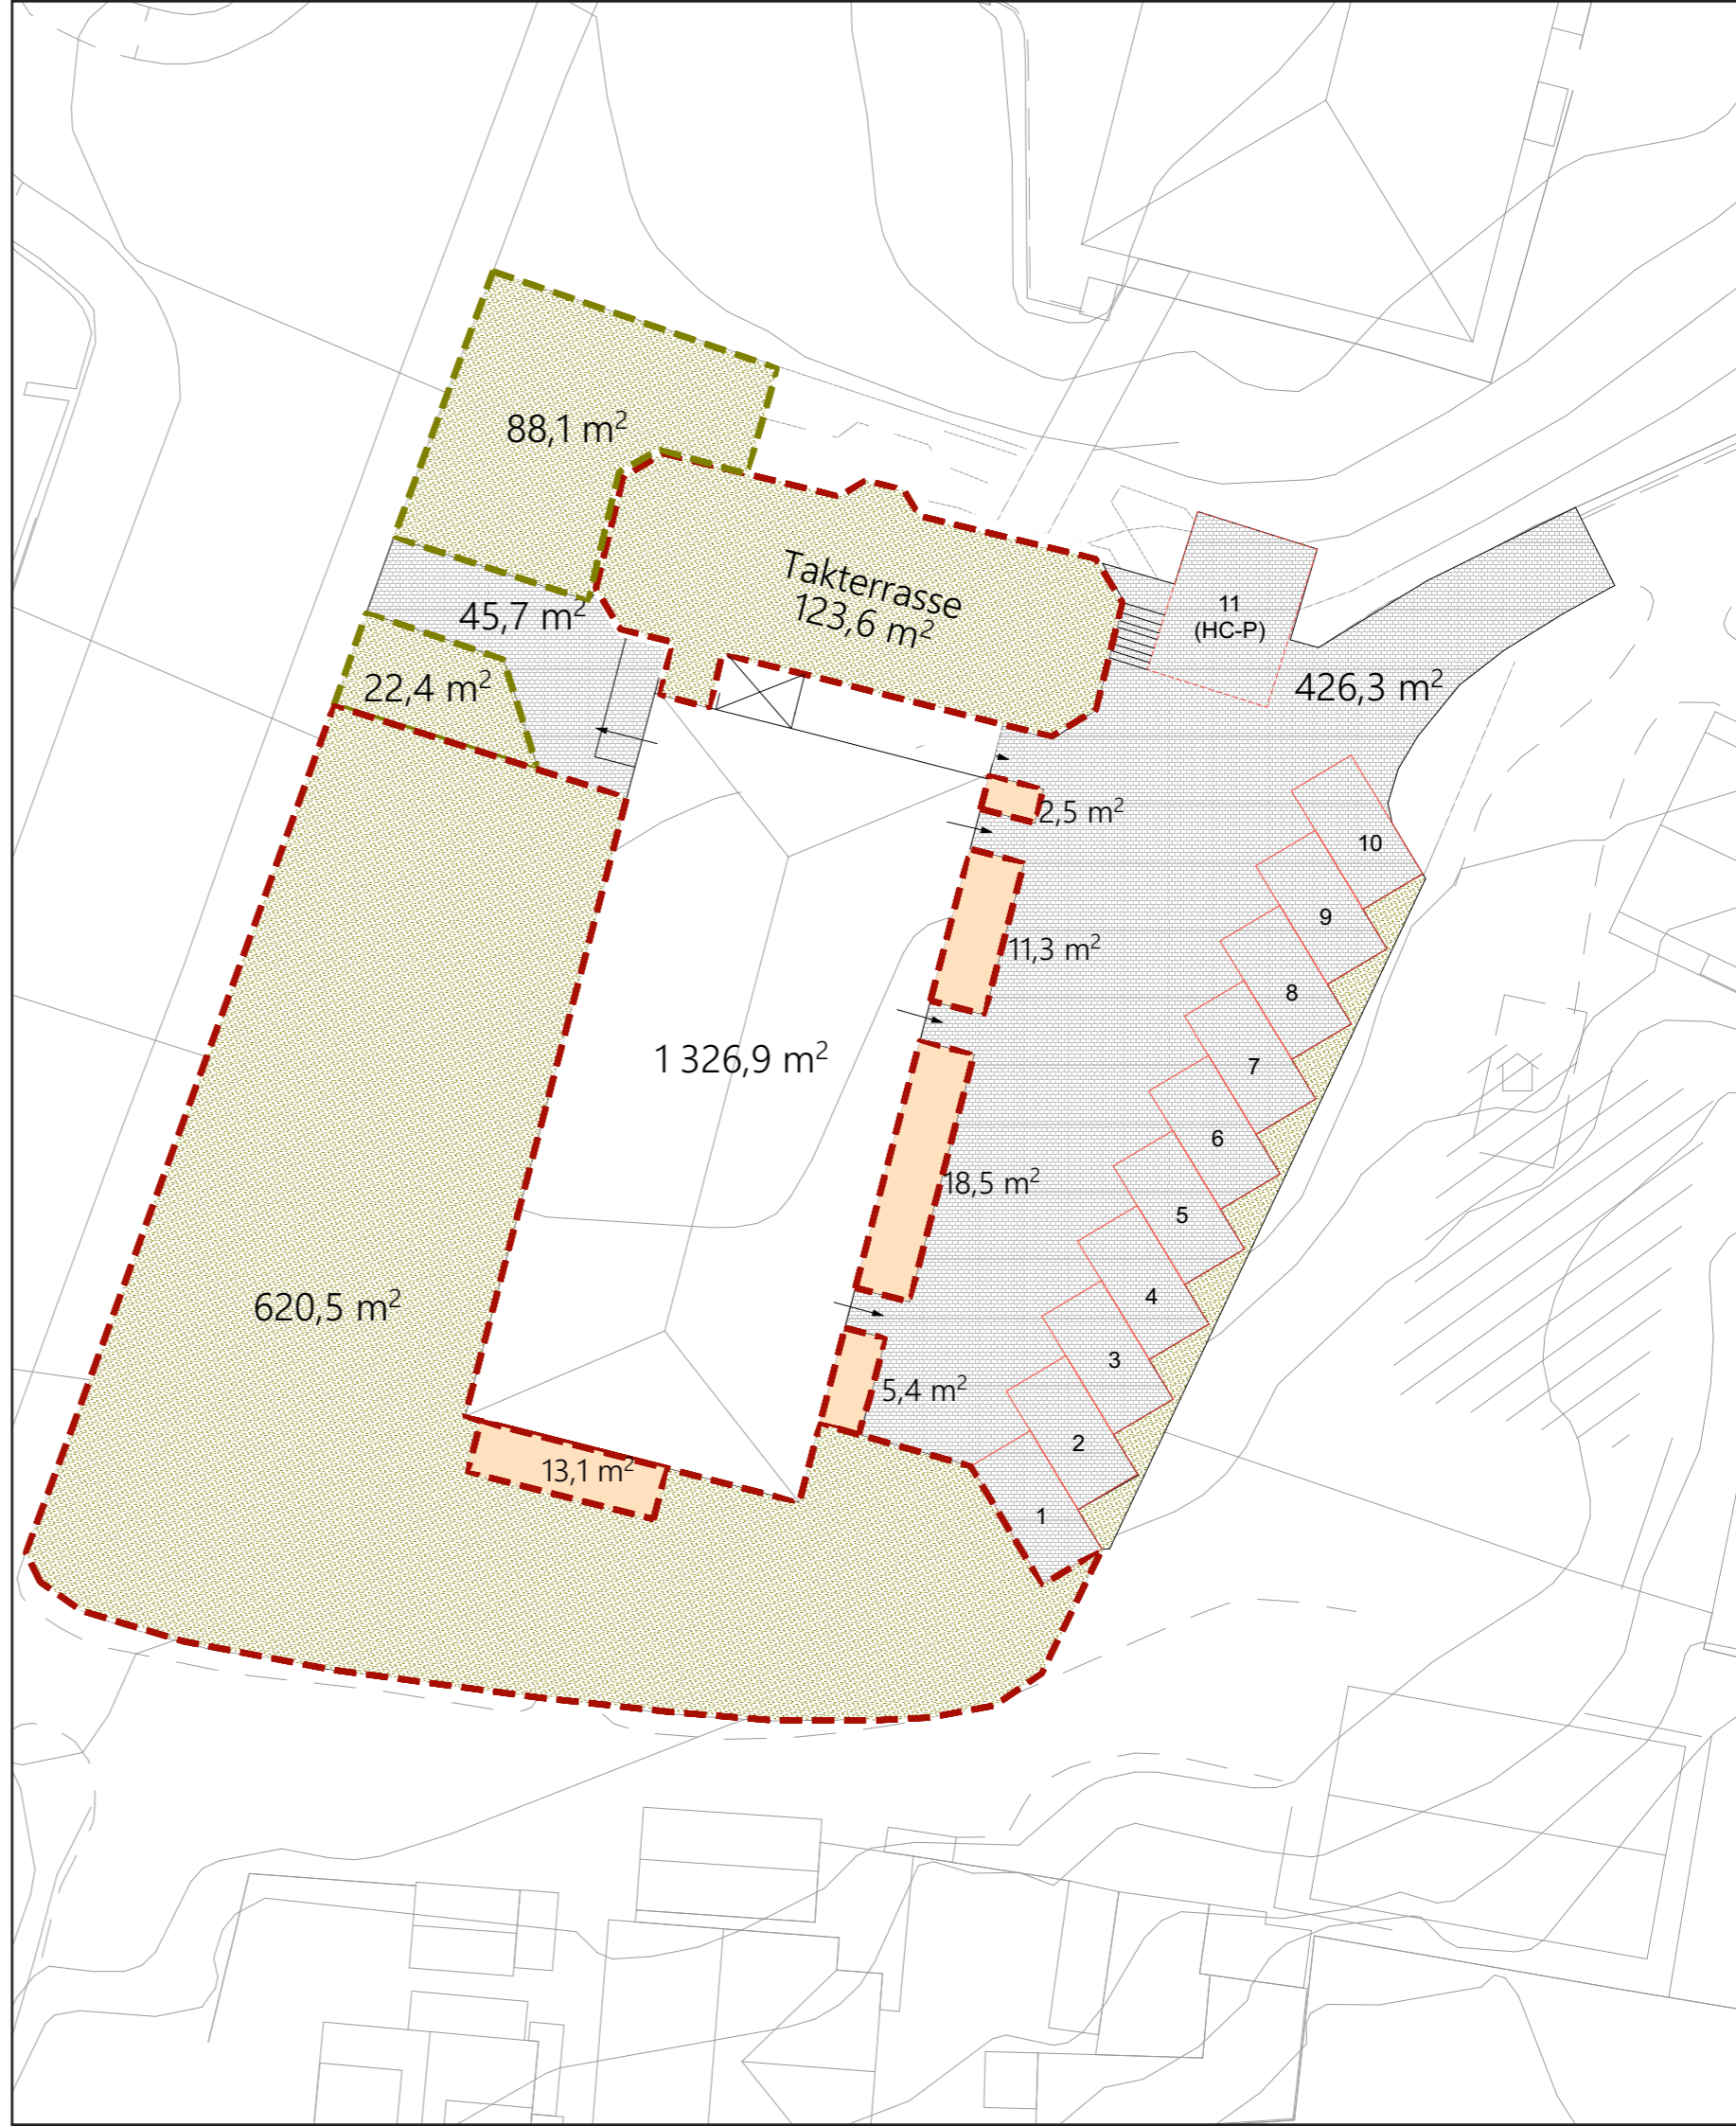 88,1 m²
Takterrasse
123,6 m²
11
(HC-P)
45,7 m²
22,4 m²
426,3 m²
2,5 m²
10
9
11,3 m²
8
1 326,9 m²
7
6
18,5 m²
5
620,5 m²
4
3
5,4 m²
2
13,1 m²
1